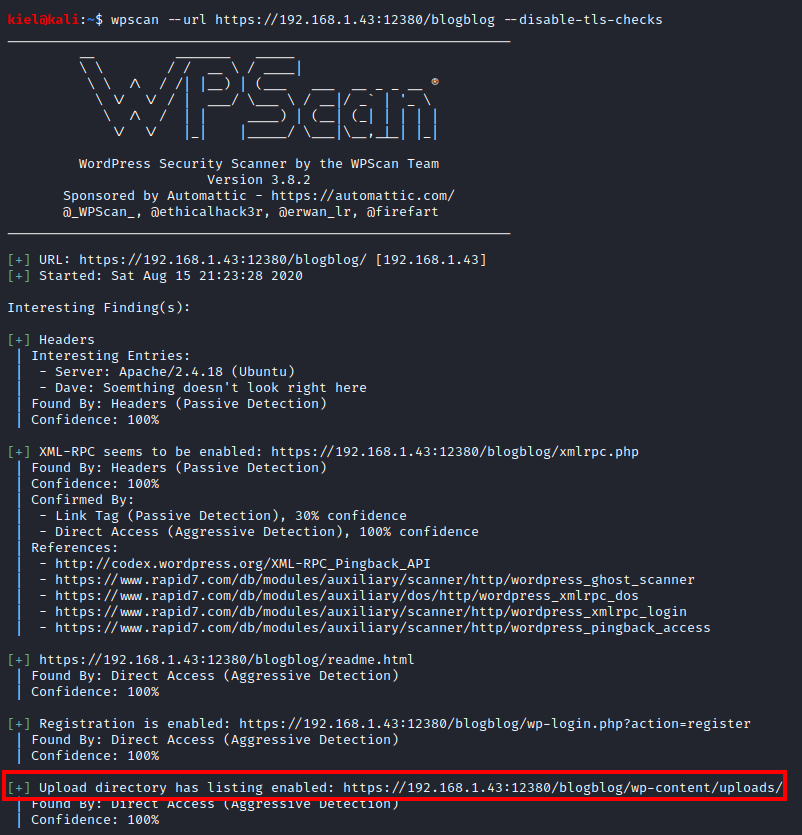 kiel@kali:~$ wpscan --url https://192.168.1.43:12380/blogblog --disable-tls-checks
WPScan ®
WordPress Security Scanner by the WPScan Team
Version 3.8.2
Sponsored by Automattic - https://automattic.com/
@_WPScan_, @ethicalhack3r, @erwan_lr, @firefart
[+] URL: https://192.168.1.43:12380/blogblog/ [192.168.1.43]
[+] Started: Sat Aug 15 21:23:28 2020
Interesting Finding(s):
[+] Headers
| Interesting Entries:
|  - Server: Apache/2.4.18 (Ubuntu)
|  - Dave: Soemthing doesn't look right here
| Found By: Headers (Passive Detection)
| Confidence: 100%
[+] XML-RPC seems to be enabled: https://192.168.1.43:12380/blogblog/xmlrpc.php
| Found By: Headers (Passive Detection)
| Confidence: 100%
| Confirmed By:
|  - Link Tag (Passive Detection), 30% confidence
|  - Direct Access (Aggressive Detection), 100% confidence
| References:
|  - http://codex.wordpress.org/XML-RPC_Pingback_API
|  - https://www.rapid7.com/db/modules/auxiliary/scanner/http/wordpress_ghost_scanner
|  - https://www.rapid7.com/db/modules/auxiliary/dos/http/wordpress_xmlrpc_dos
|  - https://www.rapid7.com/db/modules/auxiliary/scanner/http/wordpress_xmlrpc_login
|  - https://www.rapid7.com/db/modules/auxiliary/scanner/http/wordpress_pingback_access
[+] https://192.168.1.43:12380/blogblog/readme.html
| Found By: Direct Access (Aggressive Detection)
| Confidence: 100%
[+] Registration is enabled: https://192.168.1.43:12380/blogblog/wp-login.php?action=register
| Found By: Direct Access (Aggressive Detection)
| Confidence: 100%
[+] Upload directory has listing enabled: https://192.168.1.43:12380/blogblog/wp-content/uploads/
| Found By: Direct Access (Aggressive Detection)
| Confidence: 100%